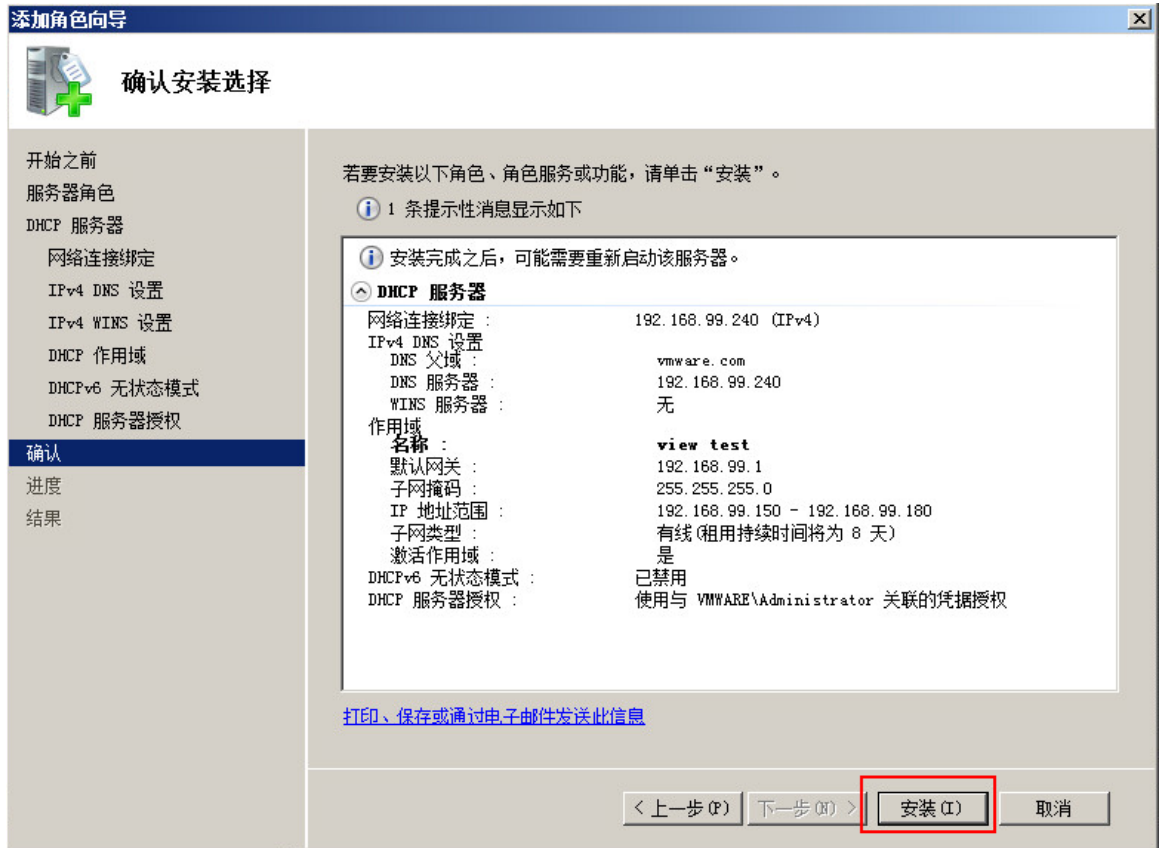 添加角色向导
确认安装选择
开始之前
服务器角色
DHCP 服务器
网络连接绑定
IPv4 DNS 设置
IPv4 WINS 设置
DHCP 作用域
DHCPv6 无状态模式
DHCP 服务器授权
确认
进度
结果
若要安装以下角色、角色服务或功能，请单击“安装”。
1 条提示性消息显示如下
安装完成之后，可能需要重新启动该服务器。
DHCP 服务器
网络连接绑定 : 192.168.99.240 (IPv4)
IPv4 DNS 设置
DNS 父域 : vmware.com
DNS 服务器 : 192.168.99.240
WINS 服务器 : 无
作用域
名称 : view test
默认网关 : 192.168.99.1
子网掩码 : 255.255.255.0
IP 地址范围 : 192.168.99.150 - 192.168.99.180
子网类型 : 有线(租用持续时间将为 8 天)
激活作用域 : 是
DHCPv6 无状态模式 : 已禁用
DHCP 服务器授权 : 使用与 VMWARE\Administrator 关联的凭据授权
打印、保存或通过电子邮件发送此信息
< 上一步(P) 下一步(N) > 安装(I) 取消